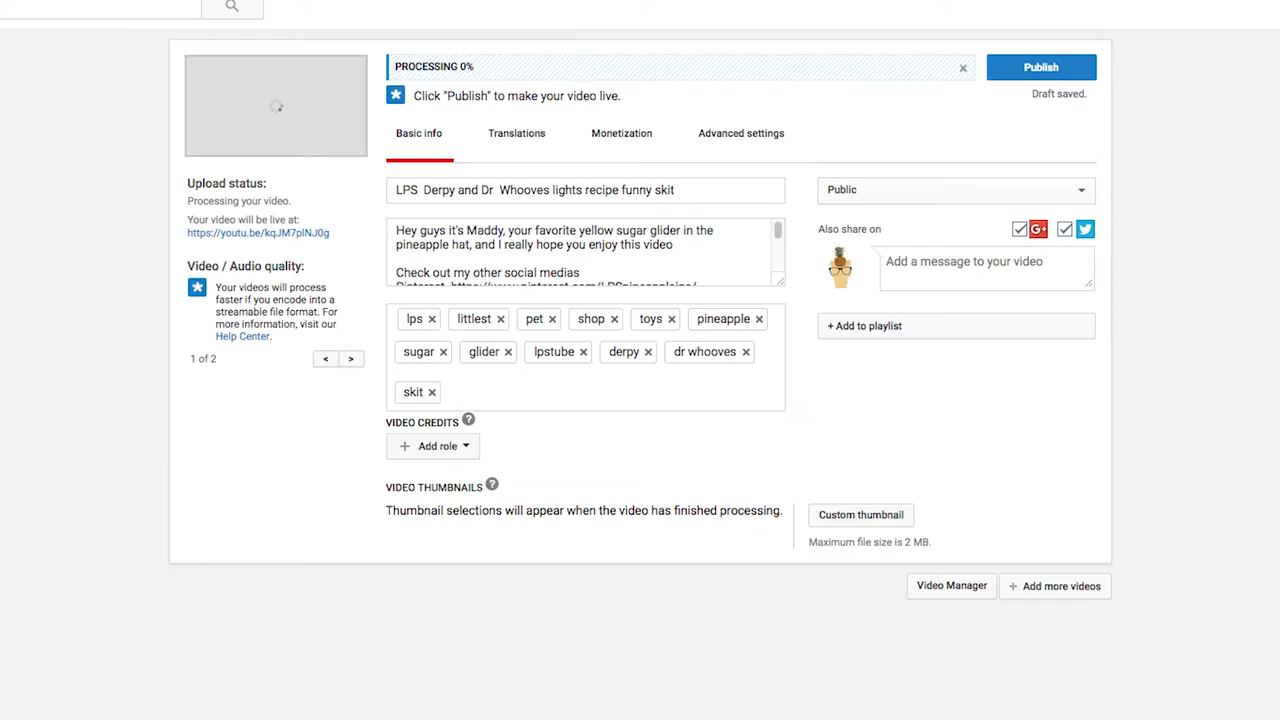 PROCESSING 0%
Publish
Click "Publish" to make your video live.
Draft saved.
Basic info
Translations
Monetization
Advanced settings
Upload status:
Processing your video.
Your video will be live at:
https://youtu.be/kqJM7plNJ0g
Video / Audio quality:
Your videos will process
faster if you encode into a
streamable file format. For
more information, visit our
Help Center.
1 of 2
< >
LPS Derpy and Dr Whooves lights recipe funny skit
Hey guys it's Maddy, your favorite yellow sugar glider in the
pineapple hat, and I really hope you enjoy this video
Check out my other social medias
Pinterest https://www.pinterest.com/LPSpineappleinc/
lps × littlest × pet × shop × toys × pineapple ×
sugar × glider × lpstube × derpy × dr whooves ×
skit ×
VIDEO CREDITS ?
+ Add role
VIDEO THUMBNAILS ?
Thumbnail selections will appear when the video has finished processing.
Public
Also share on
G+
Add a message to your video
+ Add to playlist
Custom thumbnail
Maximum file size is 2 MB.
Video Manager
+ Add more videos